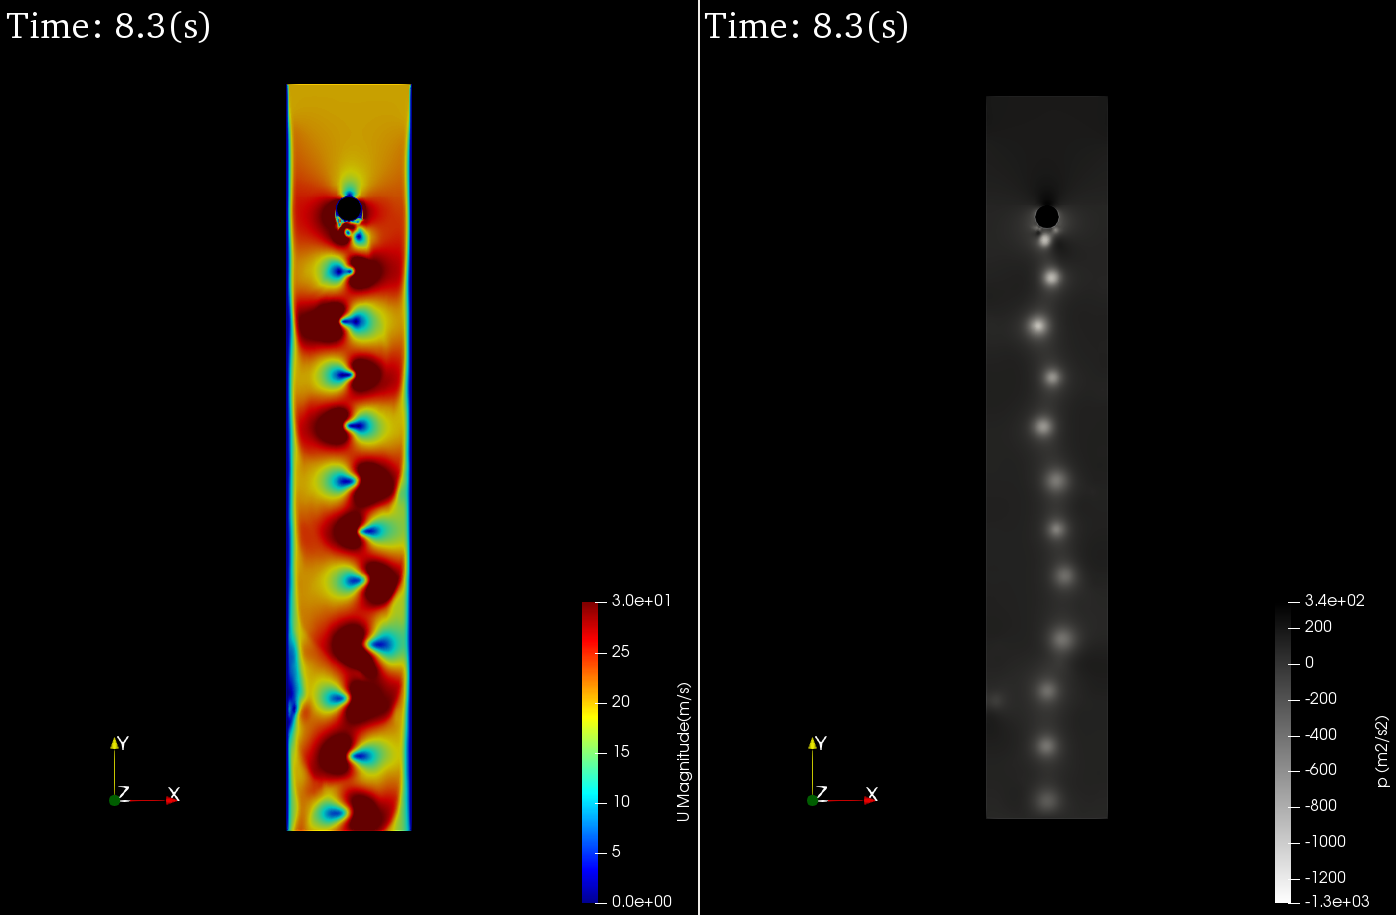 Time: 8.3(s)
3.0e+01
25
20
15
10
5
0.0e+00
U Magnitude(m/s)
Y
Z
X
Time: 8.3(s)
3.4e+02
200
0
-200
-400
-600
-800
-1000
-1200
-1.3e+03
p (m2/s2)
Y
Z
X